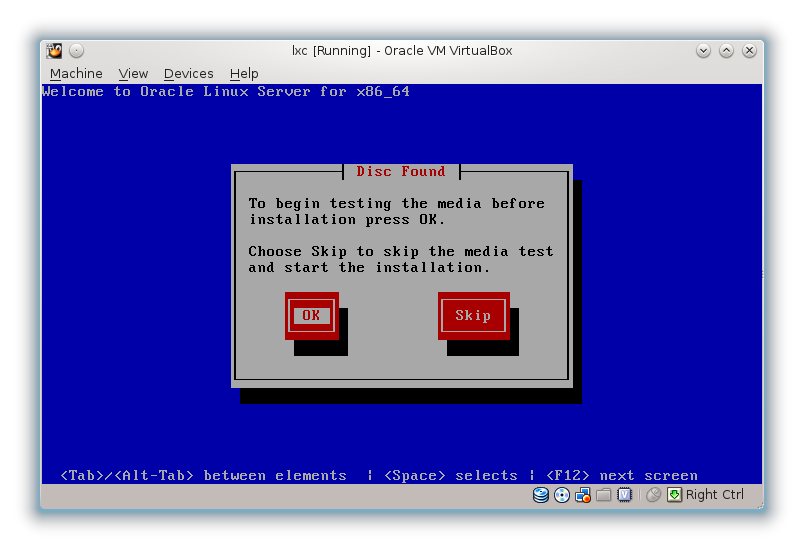 lxc [Running] - Oracle VM VirtualBox
Machine View Devices Help
Welcome to Oracle Linux Server for x86_64
Disc Found
To begin testing the media before
installation press OK.
Choose Skip to skip the media test
and start the installation.
OK Skip
<Tab>/<Alt-Tab> between elements | <Space> selects | <F12> next screen
Right Ctrl